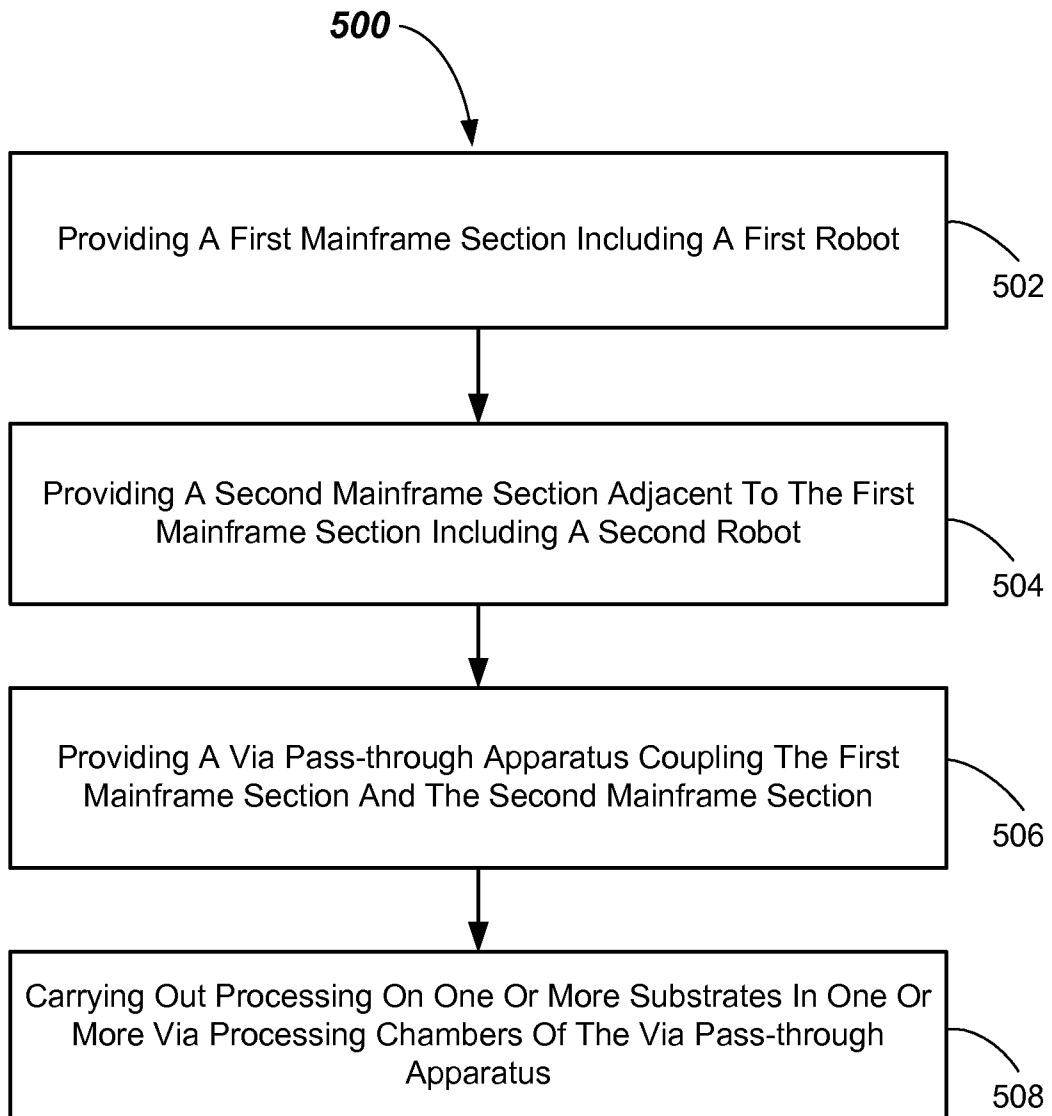 500
Providing A First Mainframe Section Including A First Robot
502
Providing A Second Mainframe Section Adjacent To The First
Mainframe Section Including A Second Robot
504
Providing A Via Pass-through Apparatus Coupling The First
Mainframe Section And The Second Mainframe Section
506
Carrying Out Processing On One Or More Substrates In One Or
More Via Processing Chambers Of The Via Pass-through
Apparatus
508